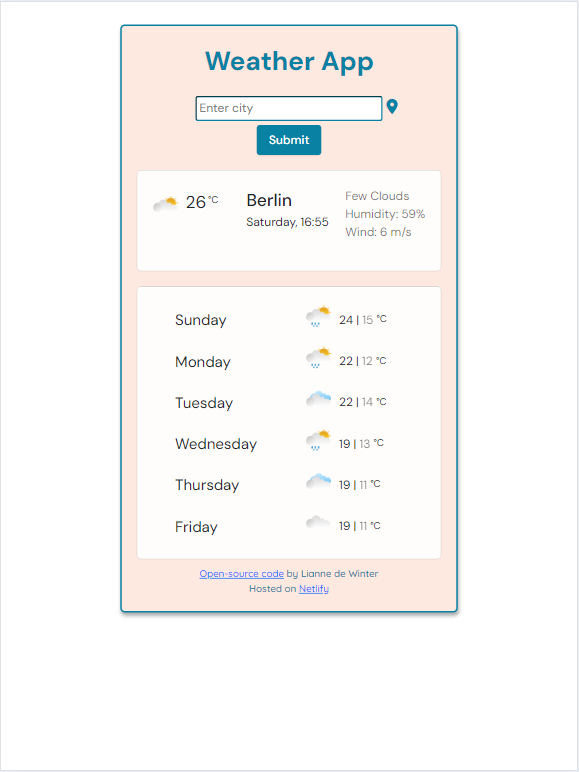 Weather App
Enter city
Submit
26 °C
Berlin
Saturday, 16:55
Few Clouds
Humidity: 59%
Wind: 6 m/s
Sunday 24 | 15 °C
Monday 22 | 12 °C
Tuesday 22 | 14 °C
Wednesday 19 | 13 °C
Thursday 19 | 11 °C
Friday 19 | 11 °C
Open-source code by Lianne de Winter
Hosted on Netlify